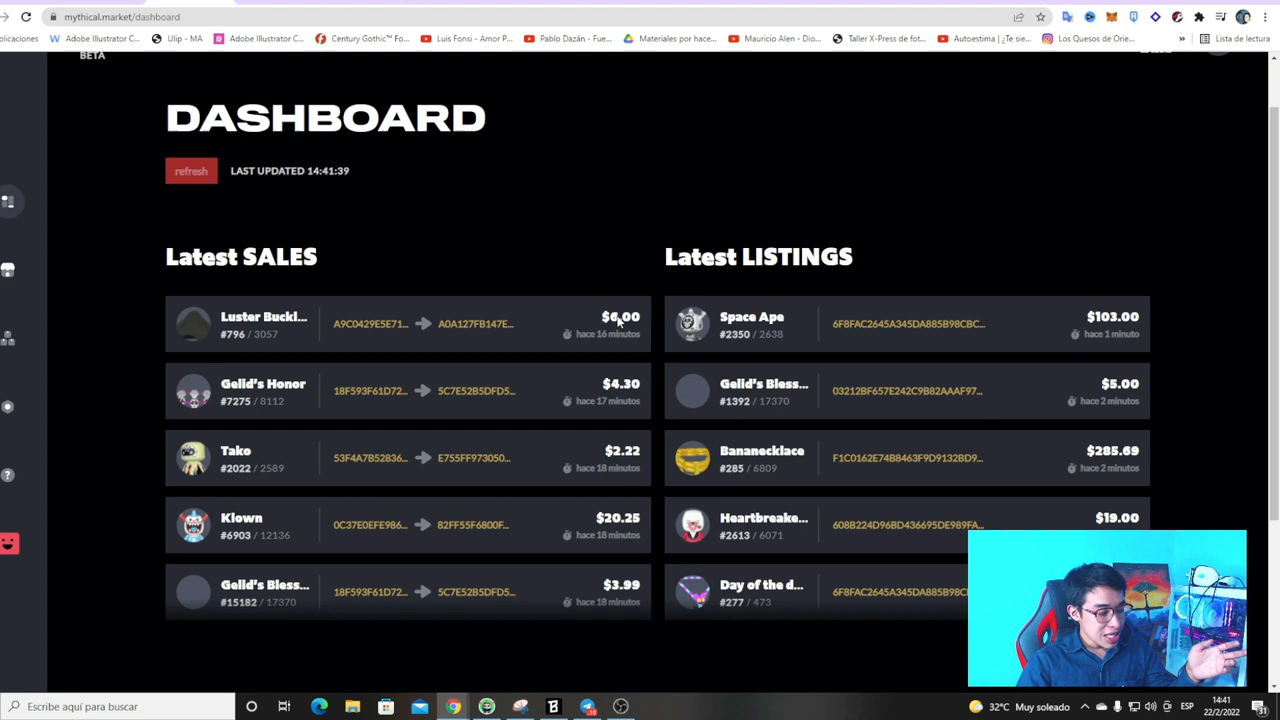 mythical.market/dashboard
plicaciones
Adobe Illustrator C...
Ulip - MA
Adobe Illustrator C...
Century Gothic™ Fo...
Luis Fonsi - Amor P...
Pablo Dazán - Fue...
Materiales por hace...
Mauricio Alen - Dio...
Taller X-Press de fot...
Autoestima | ¿Te sie...
Los Quesos de Orie...
»
Lista de lectura
BETA
DASHBOARD
refresh
LAST UPDATED 14:41:39
Latest SALES
Luster Buckl...
#796 / 3057
A9C0429E5E71...
A0A127FB147E...
$6.00
hace 16 minutos
Gelid's Honor
#7275 / 8112
18F593F61D72...
5C7E52B5DFD5...
$4.30
hace 17 minutos
Tako
#2022 / 2589
53F4A7B52836...
E755FF973050...
$2.22
hace 18 minutos
Klown
#6903 / 12136
0C37E0EFE986...
82FF55F6800F...
$20.25
hace 18 minutos
Gelid's Bless...
#15182 / 17370
18F593F61D72...
5C7E52B5DFD5...
$3.99
hace 18 minutos
Latest LISTINGS
Space Ape
#2350 / 2638
6F8FAC2645A345DA885B98CBC...
$103.00
hace 1 minuto
Gelid's Bless...
#1392 / 17370
03212BF657E242C9B82AAAF97...
$5.00
hace 2 minutos
Bananecklace
#285 / 6809
F1C0162E74B8463F9D9132BD9...
$285.69
hace 2 minutos
Heartbreake...
#2613 / 6071
608B224D96BD436695DE989FA...
$19.00
Day of the d...
#277 / 473
6F8FAC2645A345DA885B98C
Escribe aquí para buscar
32°C Muy soleado
ESP
14:41
22/2/2022